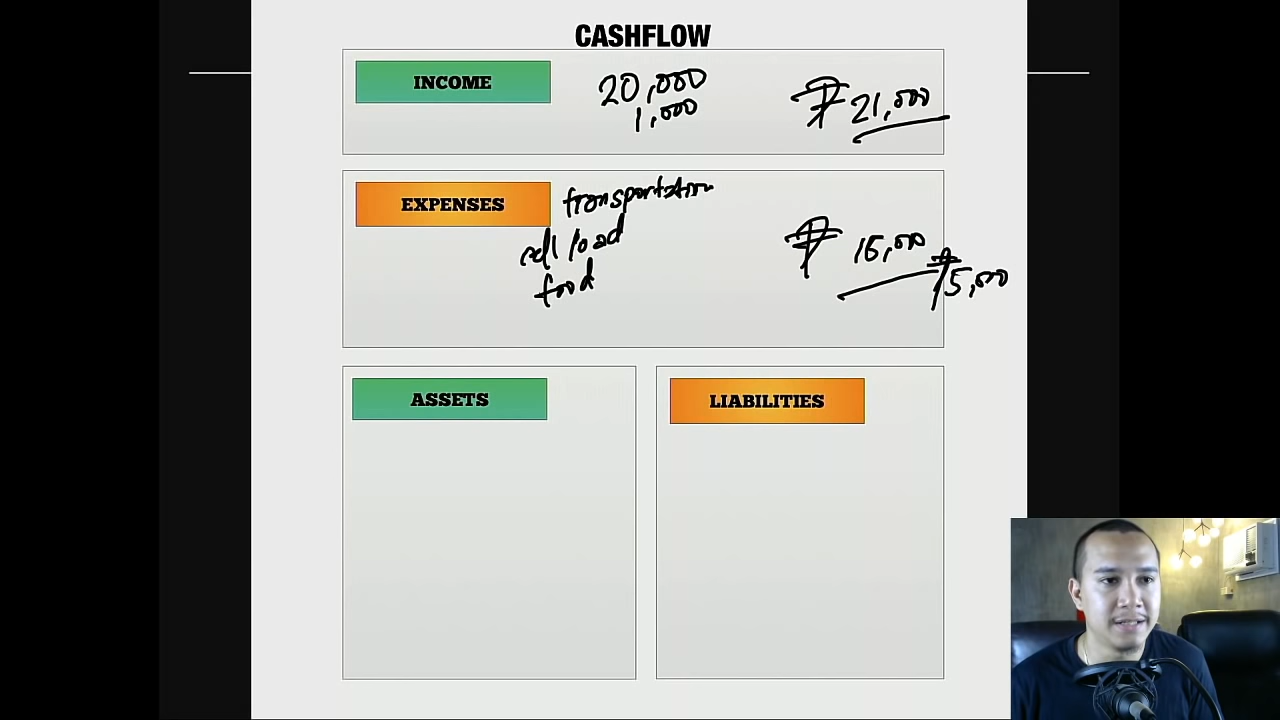 CASHFLOW
INCOME
20,000
1,000
₱ 21,000
EXPENSES
transportation
cell load
food
₱ 16,000
₱ 5,000
ASSETS
LIABILITIES